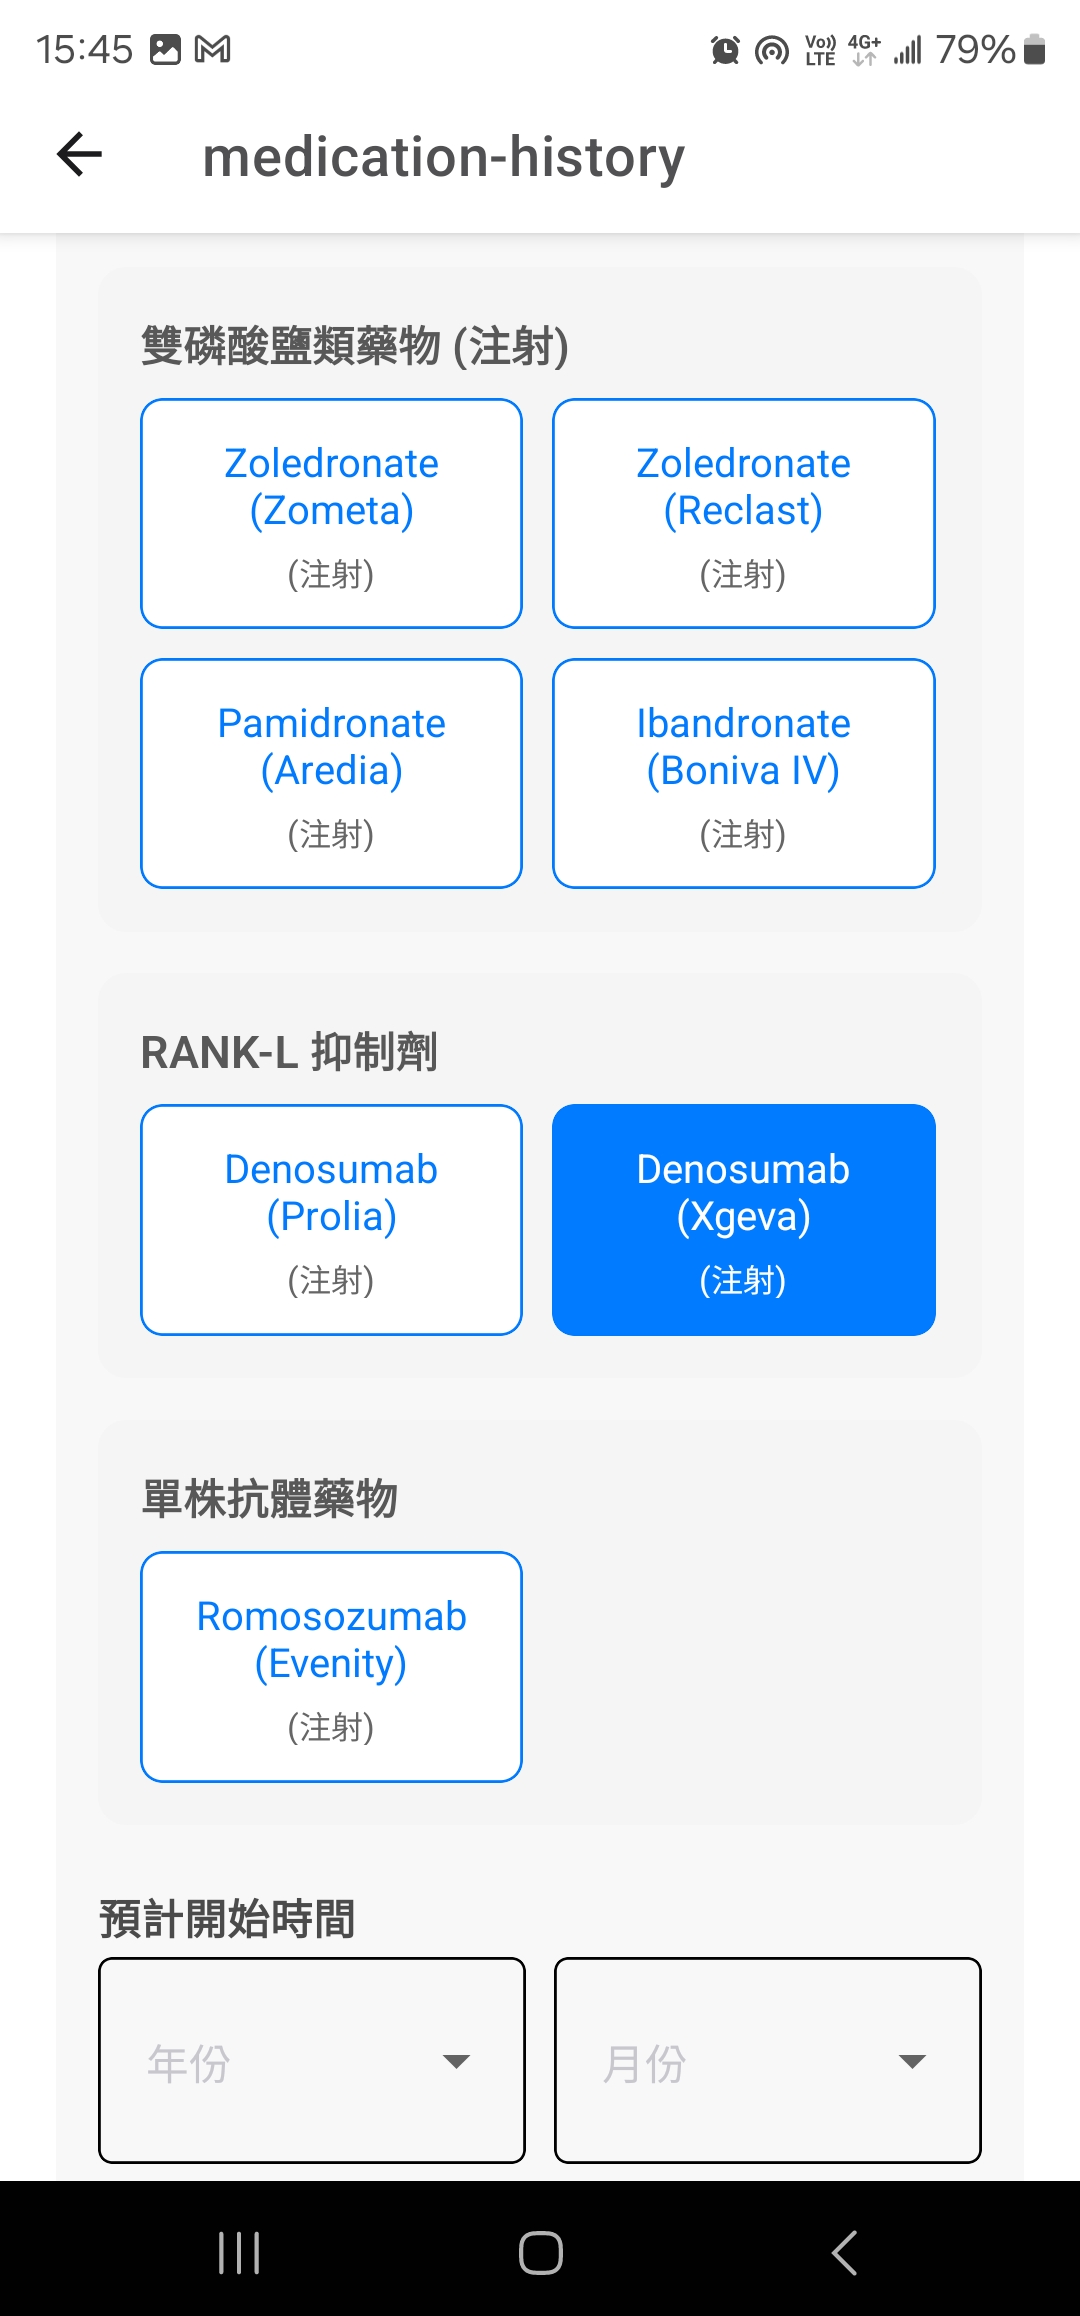 15:45 Vo)) LTE 4G+ 79%
medication-history
雙磷酸鹽類藥物 (注射)
Zoledronate
(Zometa)
(注射)
Zoledronate
(Reclast)
(注射)
Pamidronate
(Aredia)
(注射)
Ibandronate
(Boniva IV)
(注射)
RANK-L 抑制劑
Denosumab
(Prolia)
(注射)
Denosumab
(Xgeva)
(注射)
單株抗體藥物
Romosozumab
(Evenity)
(注射)
預計開始時間
年份
月份